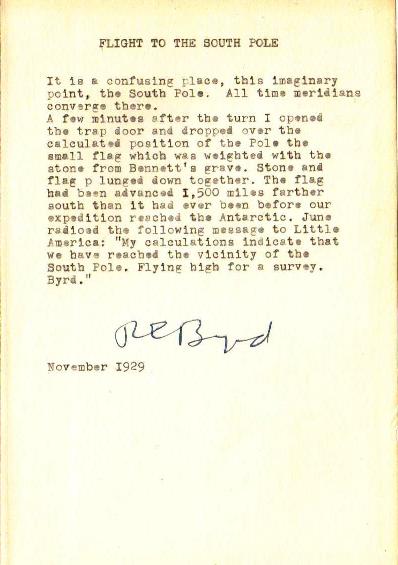 FLIGHT TO THE SOUTH POLE
It is a confusing place, this imaginary
point, the South Pole.  All time meridians
converge there.
A few minutes after the turn I opened
the trap door and dropped over the
calculated position of the Pole the
small flag which was weighted with the
stone from Bennett's grave. Stone and
flag p lunged down together. The flag
had been advanced 1,500 miles farther
south than it had ever been before our
expedition reached the Antarctic. June
radioed the following message to Little
America: "My calculations indicate that
we have reached the vicinity of the
South Pole. Flying high for a survey.
Byrd."
RE Byrd
November 1929